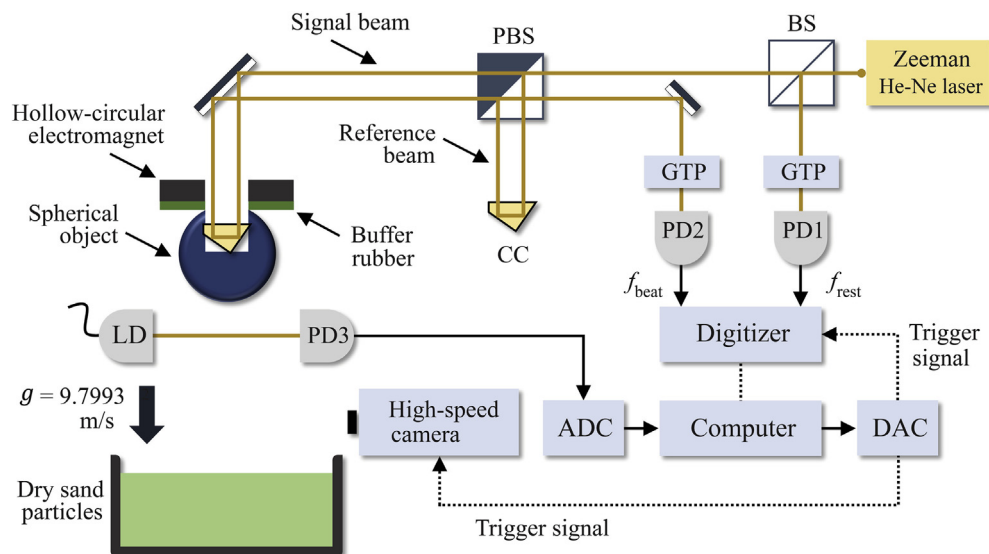 Signal beam
PBS
BS
Zeeman
He-Ne laser
Hollow-circular
electromagnet
Reference
beam
GTP
GTP
Spherical
object
Buffer
rubber
CC
PD2
PD1
f_beat
f_rest
LD
PD3
Digitizer
Trigger
signal
g = 9.7993
m/s
High-speed
camera
ADC
Computer
DAC
Dry sand
particles
Trigger signal